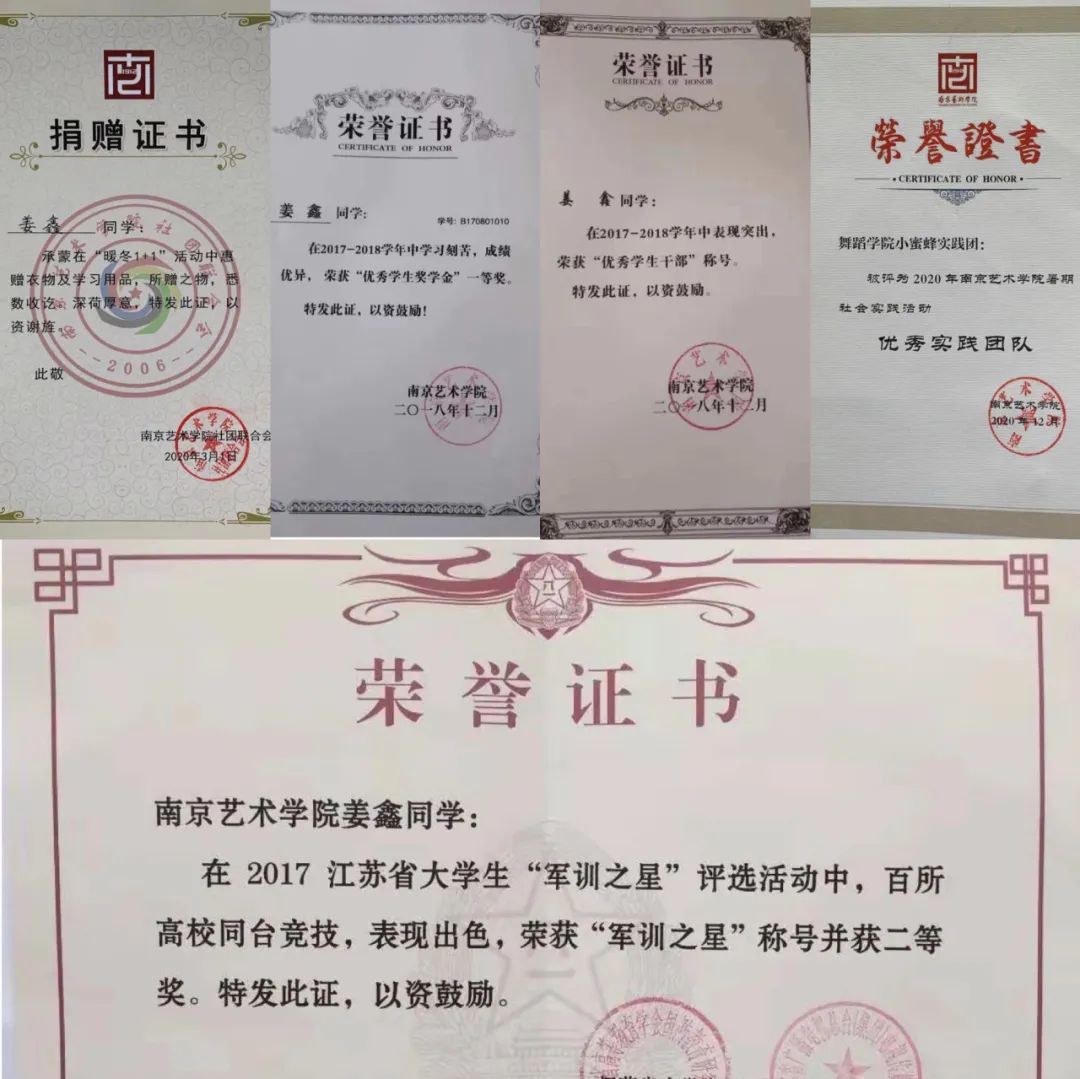 1912
捐赠证书
姜鑫 同学:
承蒙在“暖冬1+1”活动中惠
赠衣物及学习用品,所赠之物,悉
数收讫。深荷厚意,特发此证,以
资谢旌。
此敬
--2006--
南京艺术学院社团联合会
2020年3月1日
荣誉证书
CERTIFICATE OF HONOR
姜鑫 同学:
学号: B170801010
在2017-2018学年中学习刻苦,成绩
优异,荣获“优秀学生奖学金”一等奖。
特发此证,以资鼓励!
南京艺术学院
二〇一八年十二月
荣誉证书
CERTIFICATE OF HONOR
姜 鑫 同学:
在2017-2018学年中表现突出,
荣获“优秀学生干部”称号。
特发此证,以资鼓励。
南京艺术学院
二〇一八年十二月
南京艺术学院
榮譽證書
·CERTIFICATE OF HONOR·
舞蹈学院小蜜蜂实践团:
被评为2020年南京艺术学院暑期
社会实践活动
优秀实践团队
南京艺术学院
2020年12月
八一
荣誉证书
南京艺术学院姜鑫同学:
在 2017 江苏省大学生“军训之星”评选活动中,百所
高校同台竞技,表现出色,荣获“军训之星”称号并获二等
奖。特发此证,以资鼓励。